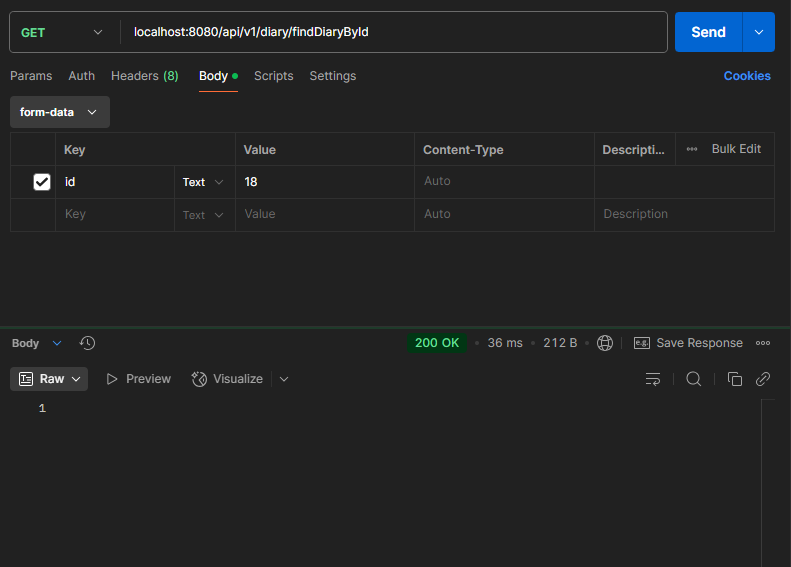 GET localhost:8080/api/v1/diary/findDiaryById Send
Params Auth Headers (8) Body Scripts Settings Cookies
form-data
Key Value Content-Type Descripti... Bulk Edit
id Text 18 Auto
Key Text Value Auto Description
Body 200 OK 36 ms 212 B e.g. Save Response
Raw Preview Visualize
1